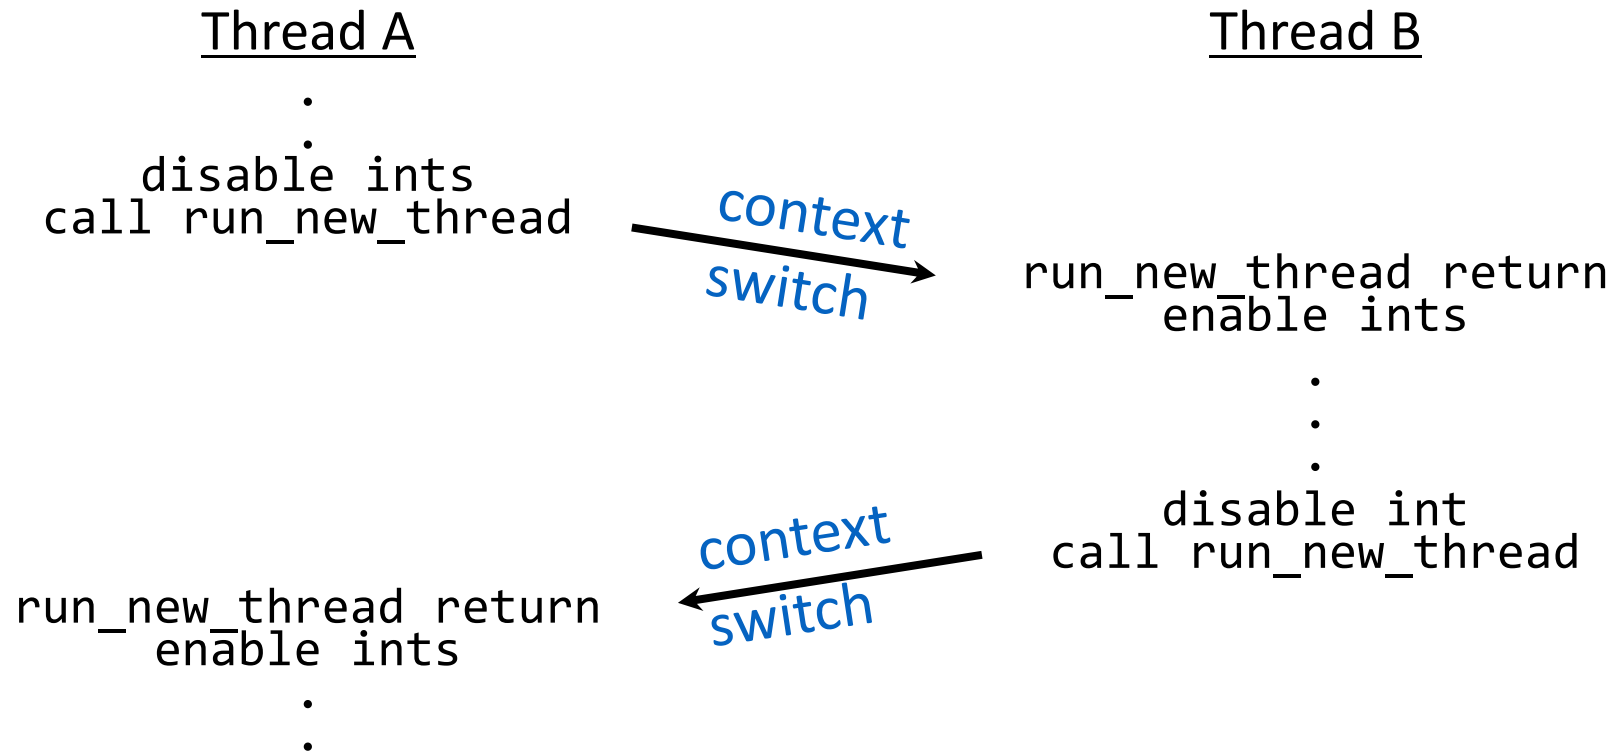 Thread A
Thread B
.
.
disable ints
call run_new_thread
context
switch
run_new_thread return
enable ints
.
.
.
disable int
call run_new_thread
context
switch
run_new_thread return
enable ints
.
.